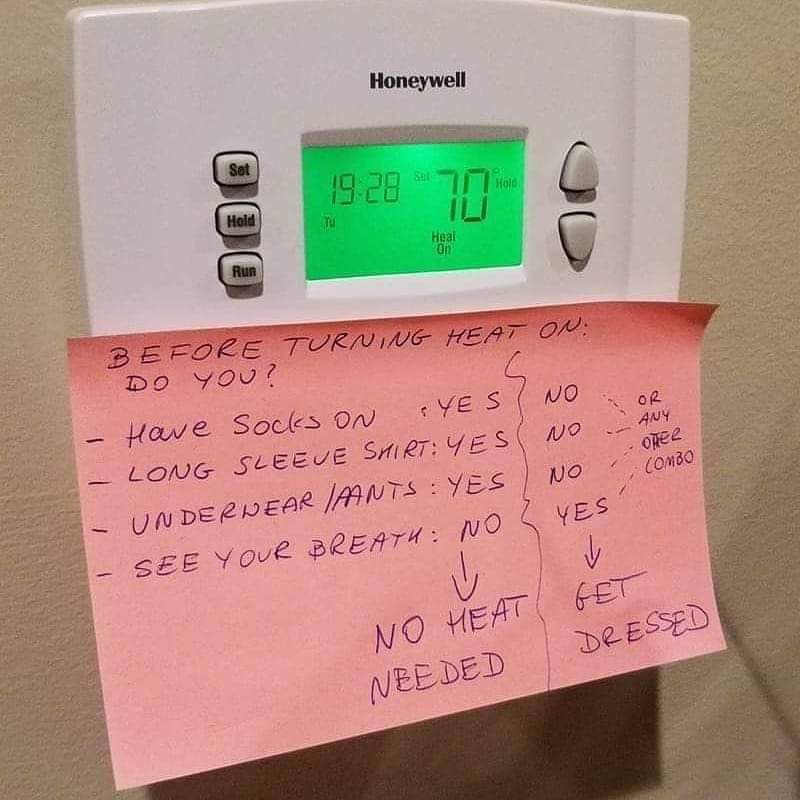 Honeywell
Set
Hold
Run
19:28 Set 70° Hold
Tu
Heat
On
BEFORE TURNING HEAT ON:
DO YOU?
- HAVE SOCKS ON : YES NO
- LONG SLEEVE SHIRT: YES NO
- UNDERWEAR/PANTS : YES NO
- SEE YOUR BREATH : NO YES
OR
ANY
OTHER
COMBO
NO HEAT
NEEDED
GET
DRESSED